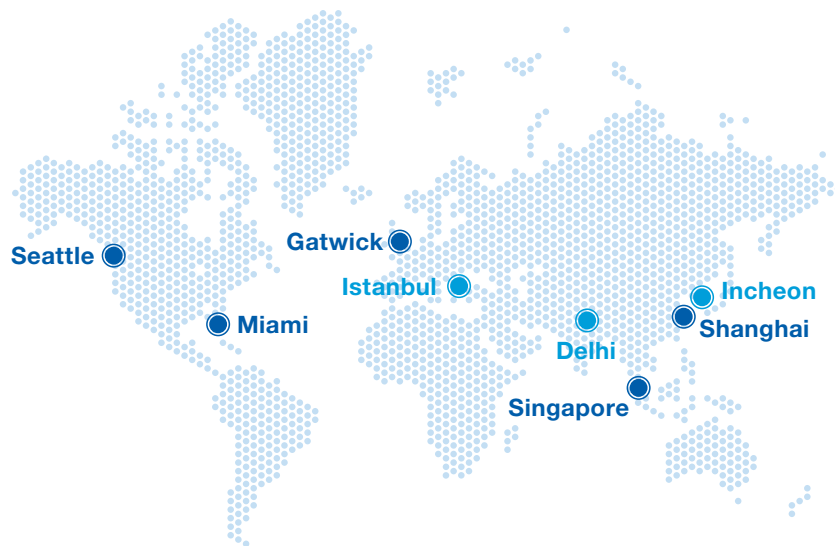 Gatwick
Seattle
Istanbul
Incheon
Miami
Shanghai
Delhi
Singapore